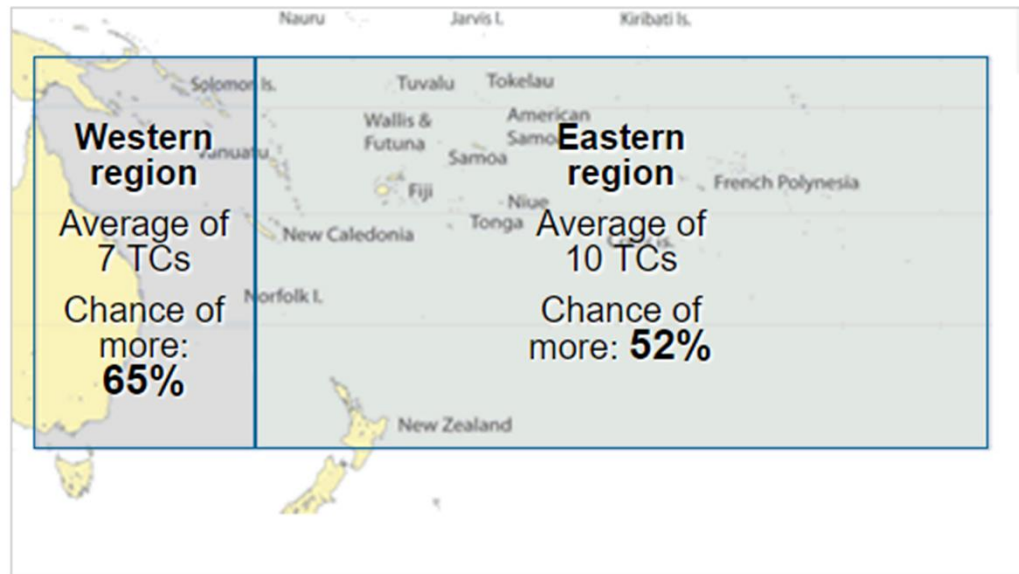 Nauru
Jarvis I.
Kiribati Is.
Solomon Is.
Tuvalu
Tokelau
Wallis &
Futuna
American
Samo
Samoa
Vanuatu
Fiji
French Polynesia
Niue
Tonga
New Caledonia
Norfolk I.
New Zealand
Western
region
Average of
7 TCs
Chance of
more:
65%
Eastern
region
Average of
10 TCs
Chance of
more: 52%